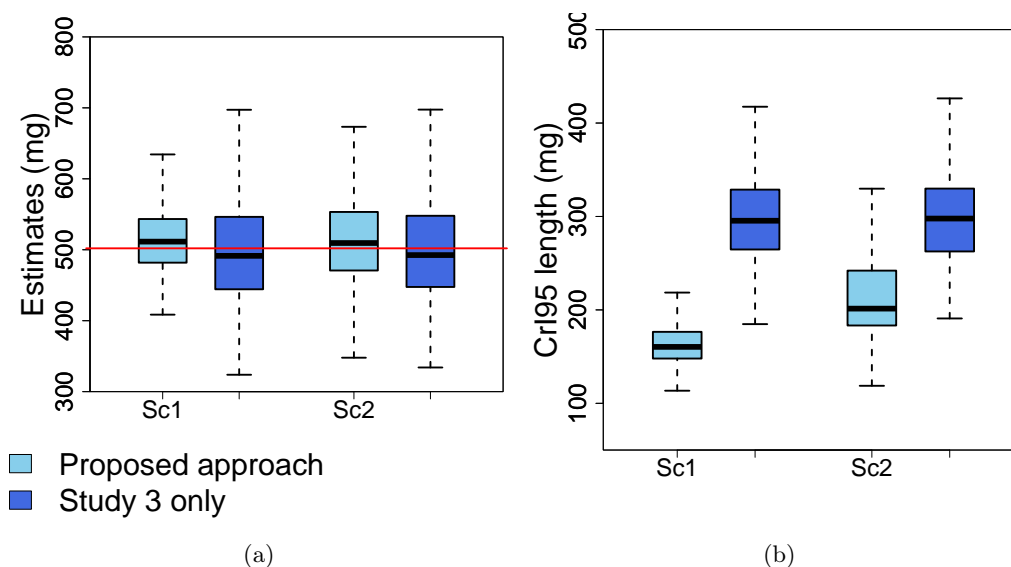 Estimates (mg)
800
700
600
500
400
300
Sc1
Sc2
Proposed approach
Study 3 only
(a)
CrI95 length (mg)
500
400
300
200
100
Sc1
Sc2
(b)